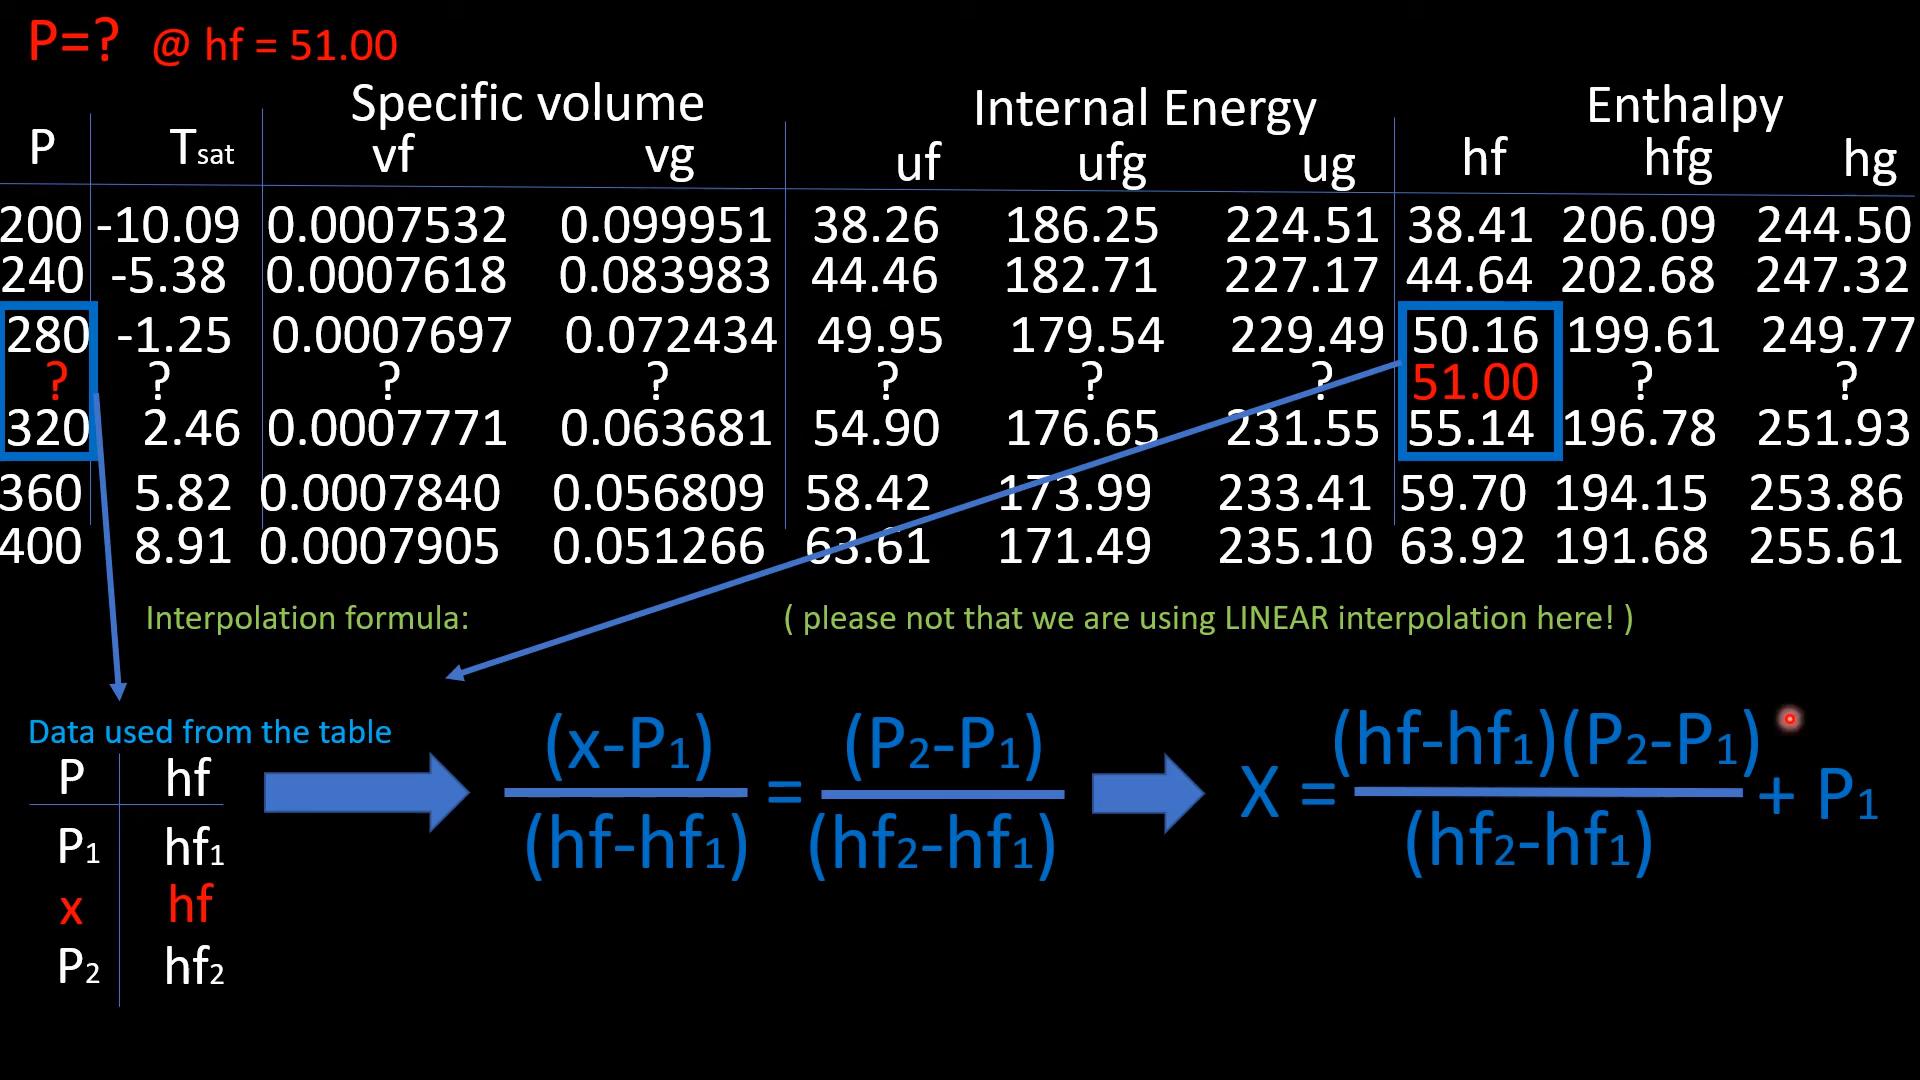 P=? @ hf = 51.00
Specific volume Internal Energy Enthalpy
P Tsat vf vg uf ufg ug hf hfg hg
200 -10.09 0.0007532 0.099951 38.26 186.25 224.51 38.41 206.09 244.50
240 -5.38 0.0007618 0.083983 44.46 182.71 227.17 44.64 202.68 247.32
280 -1.25 0.0007697 0.072434 49.95 179.54 229.49 50.16 199.61 249.77
? ? ? ? ? ? ? 51.00 ? ?
320 2.46 0.0007771 0.063681 54.90 176.65 231.55 55.14 196.78 251.93
360 5.82 0.0007840 0.056809 58.42 173.99 233.41 59.70 194.15 253.86
400 8.91 0.0007905 0.051266 63.61 171.49 235.10 63.92 191.68 255.61
Interpolation formula: ( please not that we are using LINEAR interpolation here! )
Data used from the table
P hf
P1 hf1
x hf
P2 hf2
(x-P1) = (P2-P1)
(hf-hf1) (hf2-hf1)
X = (hf-hf1)(P2-P1) + P1
(hf2-hf1)